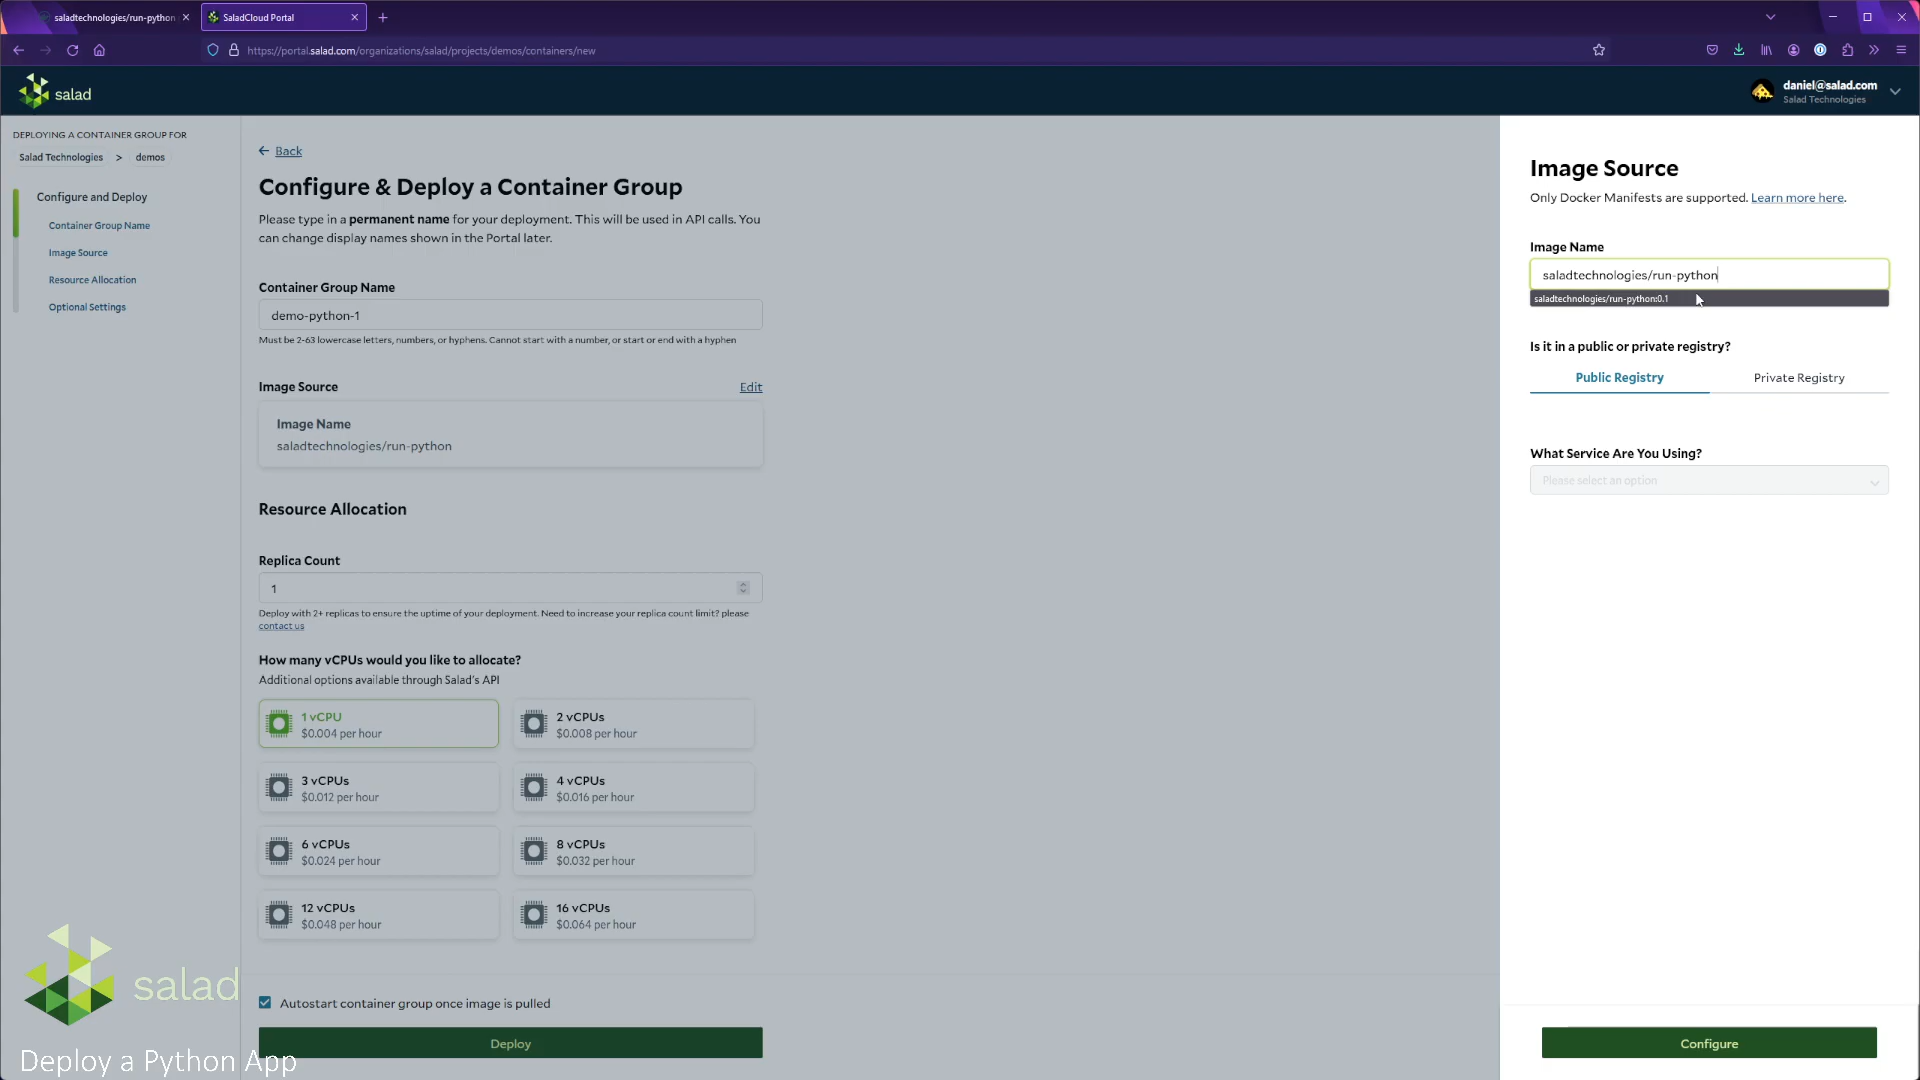 saladtechnologies/run-python
SaladCloud Portal
https://portal.salad.com/organizations/salad/projects/demos/containers/new
salad
daniel@salad.com
Salad Technologies
DEPLOYING A CONTAINER GROUP FOR
Salad Technologies > demos
Configure and Deploy
Container Group Name
Image Source
Resource Allocation
Optional Settings
Back
Configure & Deploy a Container Group
Please type in a permanent name for your deployment. This will be used in API calls. You
can change display names shown in the Portal later.
Container Group Name
demo-python-1
Must be 2-63 lowercase letters, numbers, or hyphens. Cannot start with a number, or start or end with a hyphen
Image Source
Edit
Image Name
saladtechnologies/run-python
Resource Allocation
Replica Count
1
Deploy with 2+ replicas to ensure the uptime of your deployment. Need to increase your replica count limit? please
contact us
How many vCPUs would you like to allocate?
Additional options available through Salad's API
1 vCPU
$0.004 per hour
2 vCPUs
$0.008 per hour
3 vCPUs
$0.012 per hour
4 vCPUs
$0.016 per hour
6 vCPUs
$0.024 per hour
8 vCPUs
$0.032 per hour
12 vCPUs
$0.048 per hour
16 vCPUs
$0.064 per hour
Autostart container group once image is pulled
Deploy
Image Source
Only Docker Manifests are supported. Learn more here.
Image Name
saladtechnologies/run-python
saladtechnologies/run-python:0.1
Is it in a public or private registry?
Public Registry
Private Registry
What Service Are You Using?
Please select an option
Configure
salad
Deploy a Python App